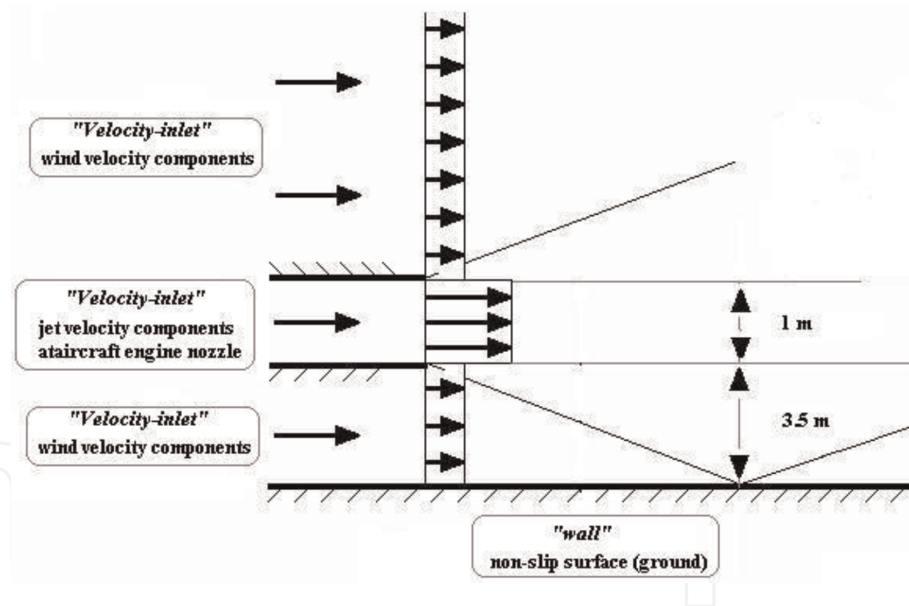 "Velocity-inlet"
wind velocity components
"Velocity-inlet"
jet velocity components
ataircraft engine nozzle
1 m
"Velocity-inlet"
wind velocity components
3.5 m
"wall"
non-slip surface (ground)